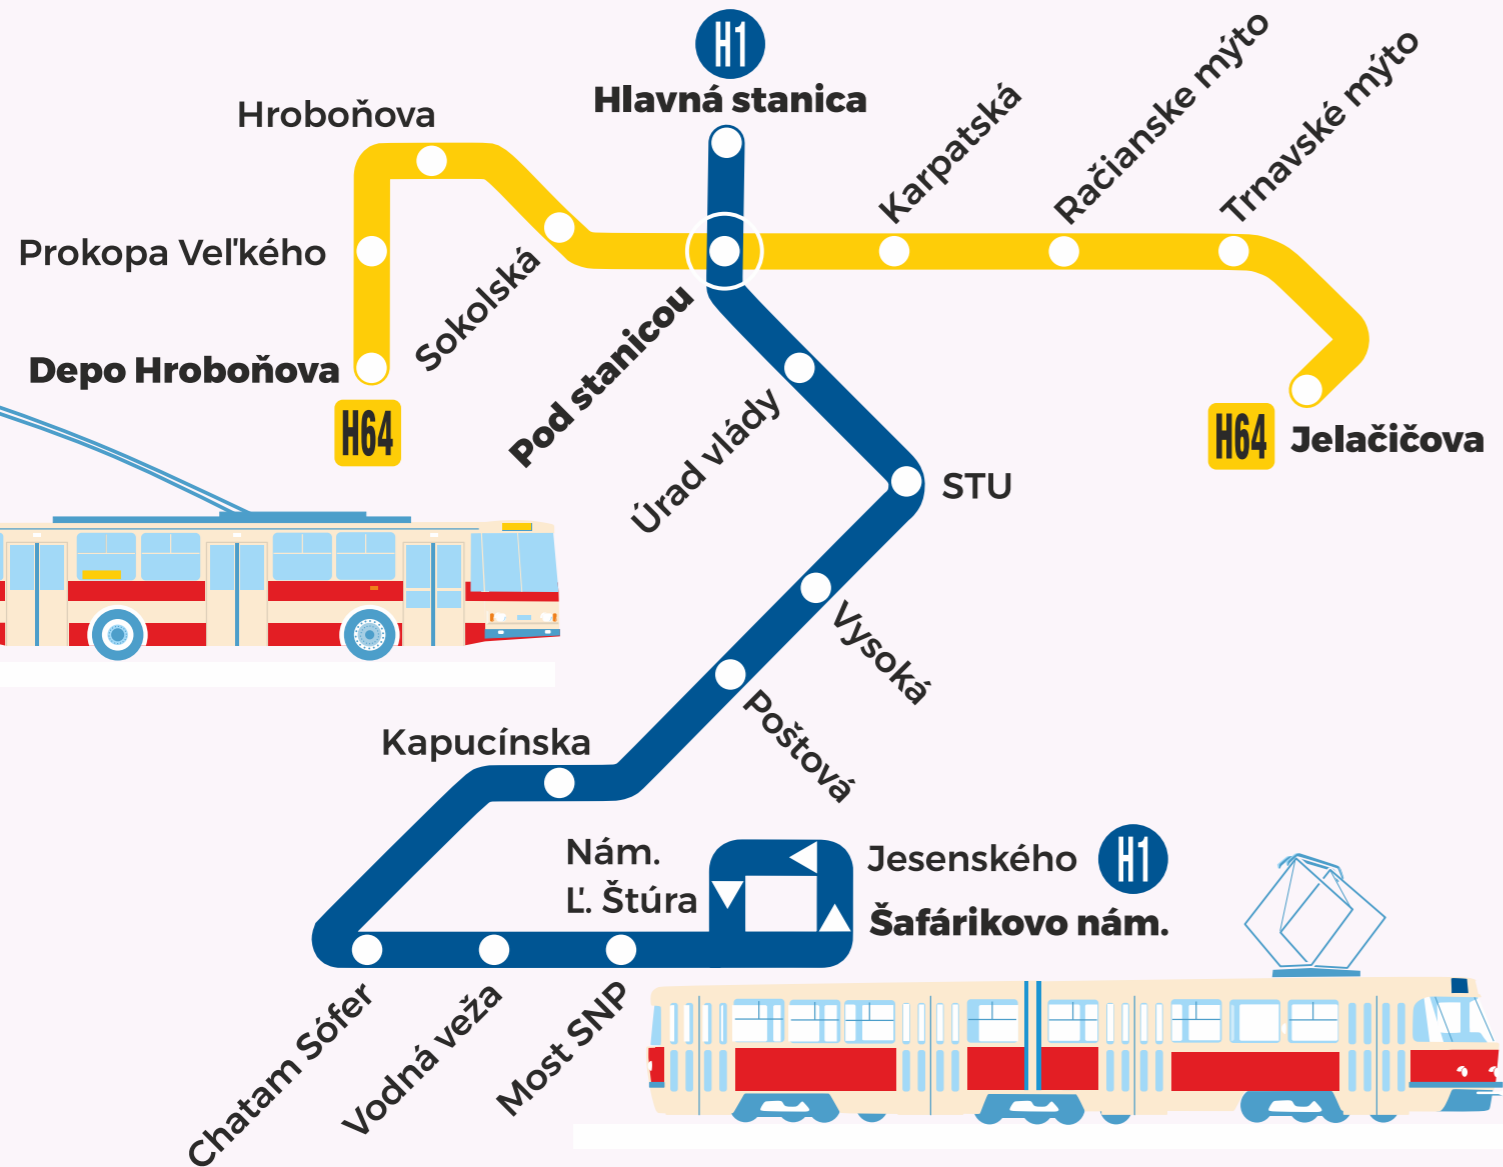 H1
Hlavná stanica
Hroboňova
Karpatská
Račianske mýto
Trnavské mýto
Prokopa Veľkého
Sokolská
Pod stanicou
Depo Hroboňova
H64
H64
Jelačičova
Úrad vlády
STU
Vysoká
Poštová
Kapucínska
Nám.
Ľ. Štúra
Jesenského
H1
Šafárikovo nám.
Chatam Sófer
Vodná veža
Most SNP